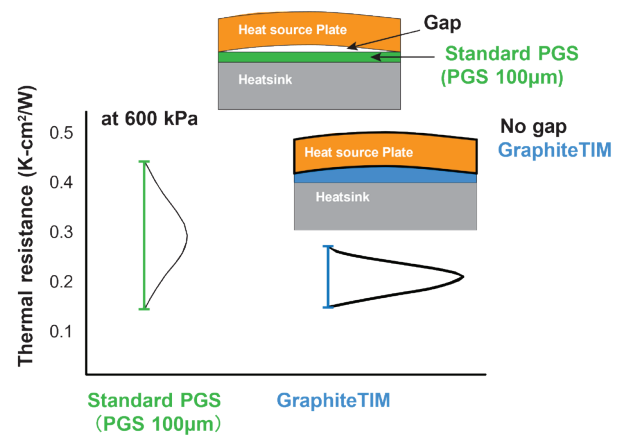 Heat source Plate
Gap
Standard PGS
(PGS 100μm)
Heatsink
Thermal resistance (K-cm²/W)
at 600 kPa
0.5
0.4
0.3
0.2
0.1
No gap
GraphiteTIM
Heat source Plate
Heatsink
Standard PGS
(PGS 100μm)
GraphiteTIM